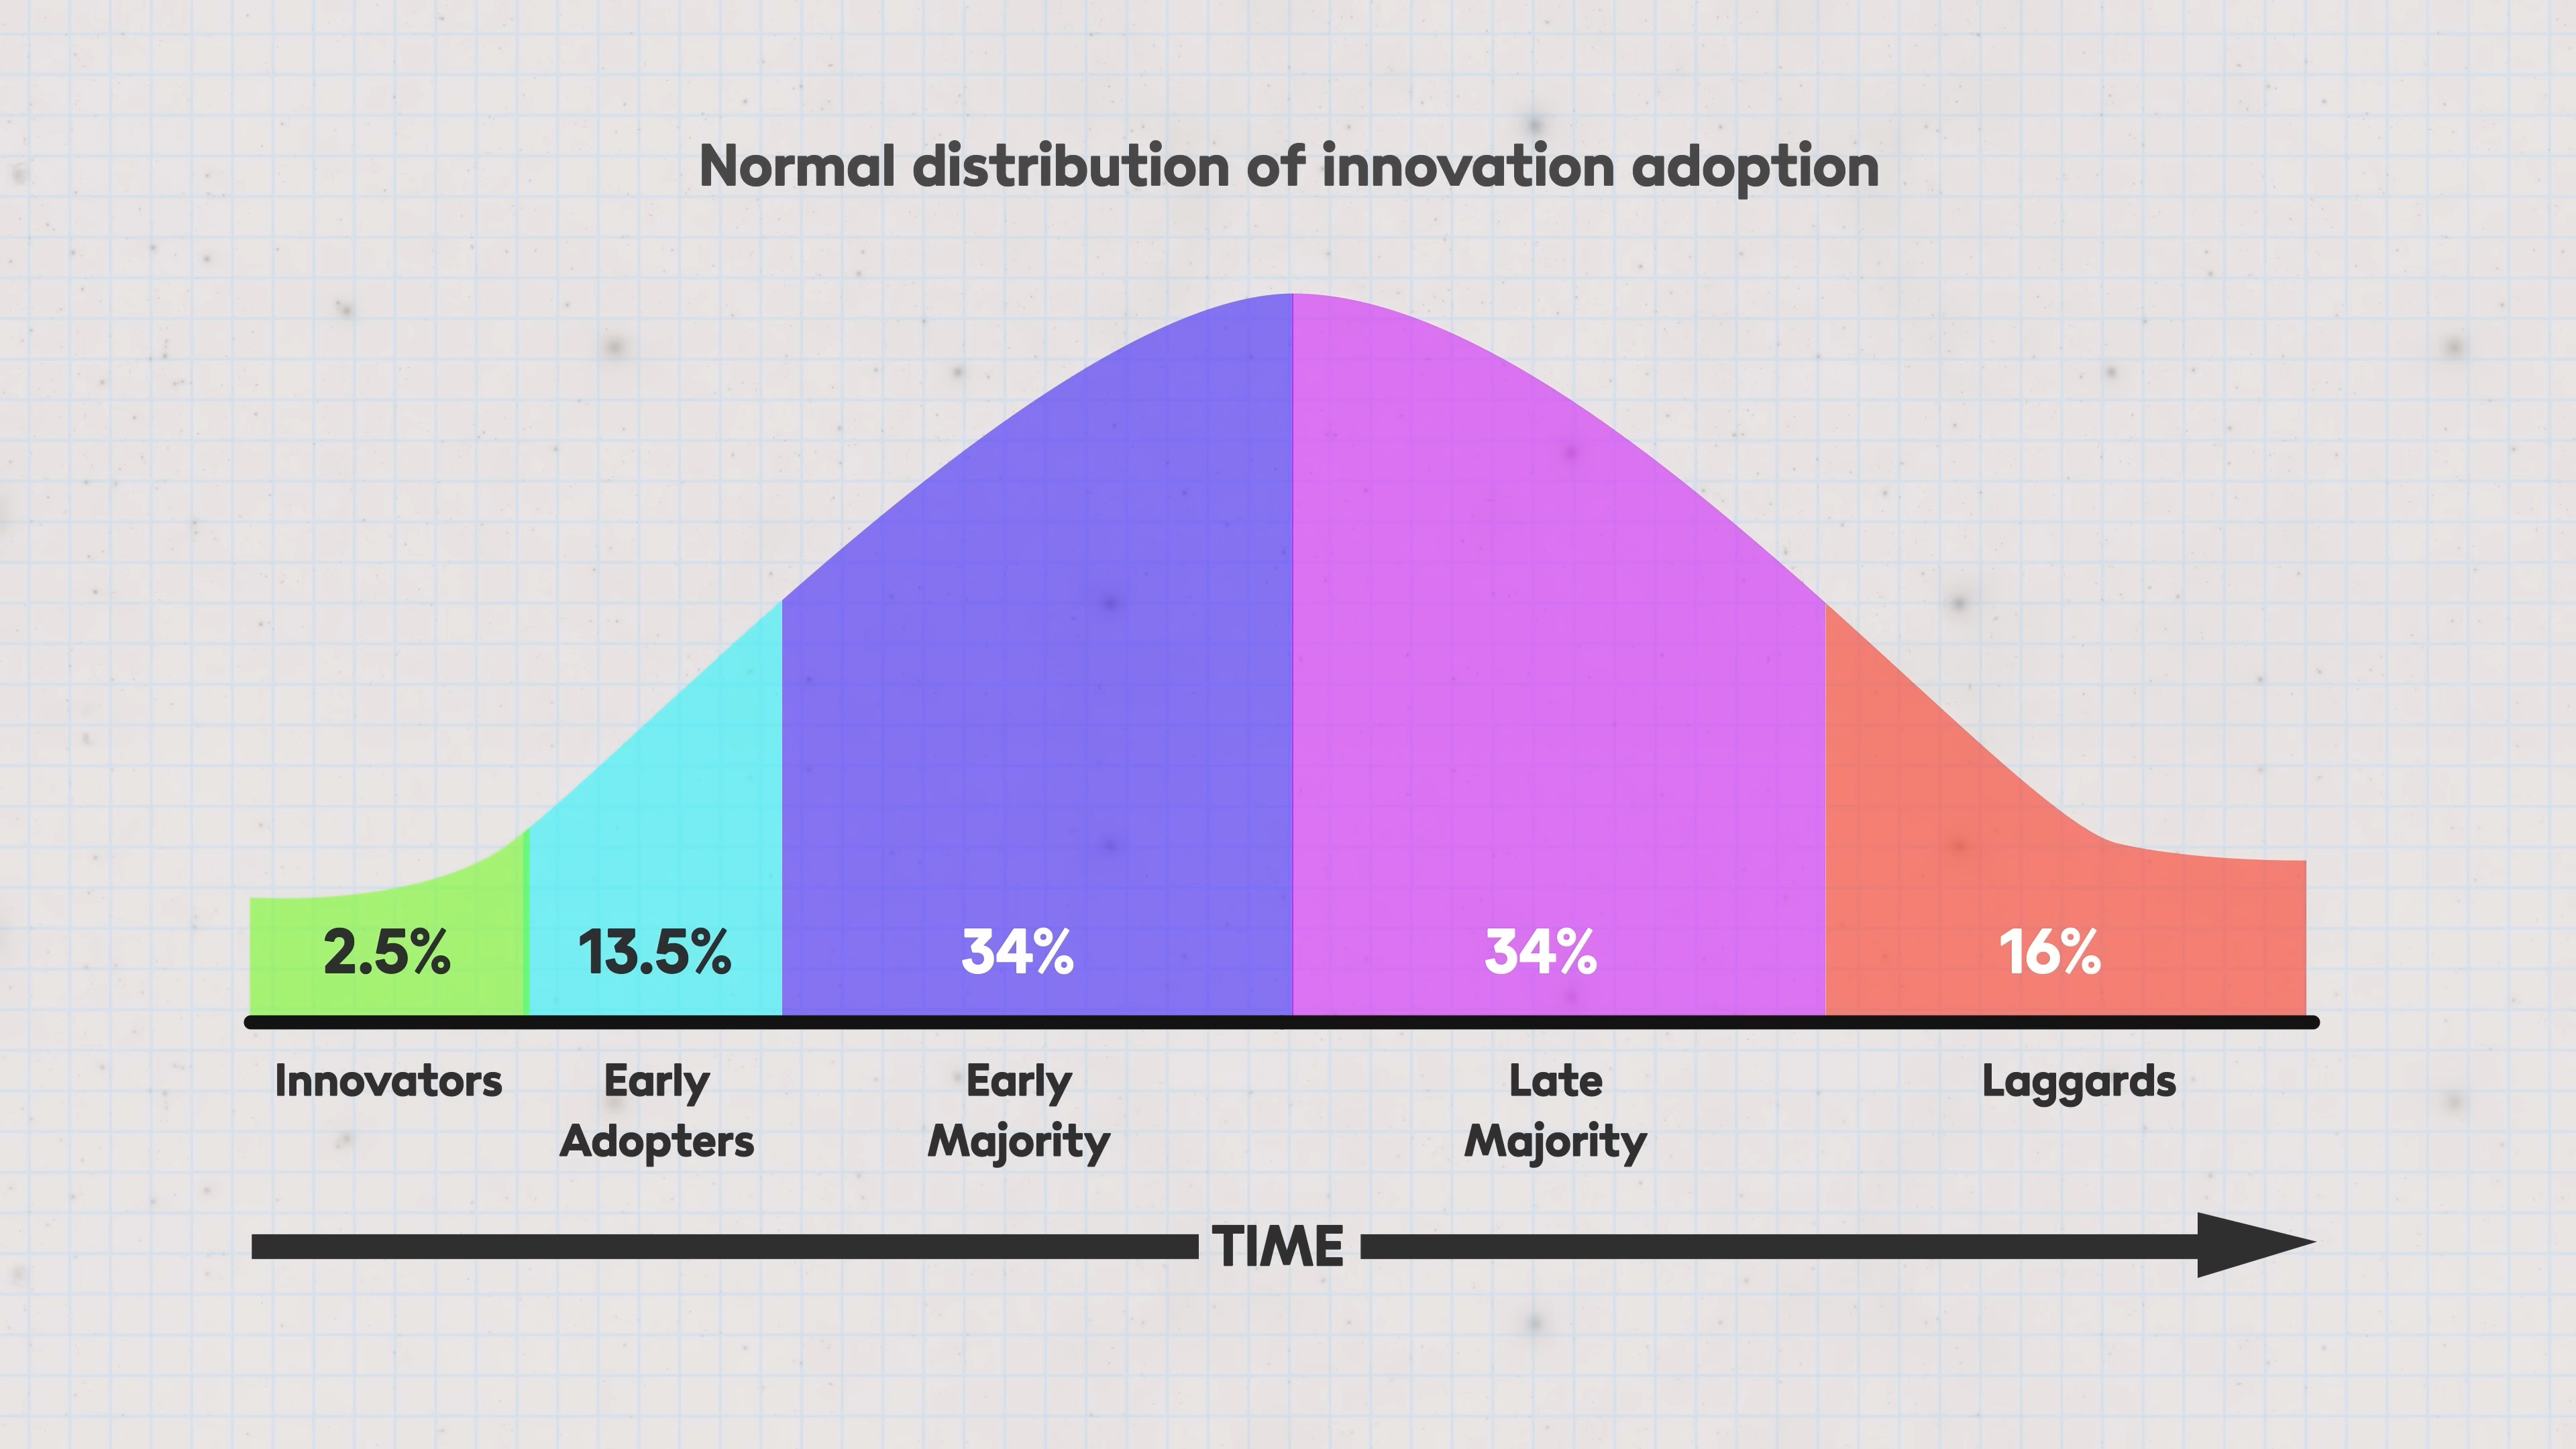 Normal distribution of innovation adoption
2.5%
13.5%
34%
34%
16%
Innovators
Early
Adopters
Early
Majority
Late
Majority
Laggards
TIME